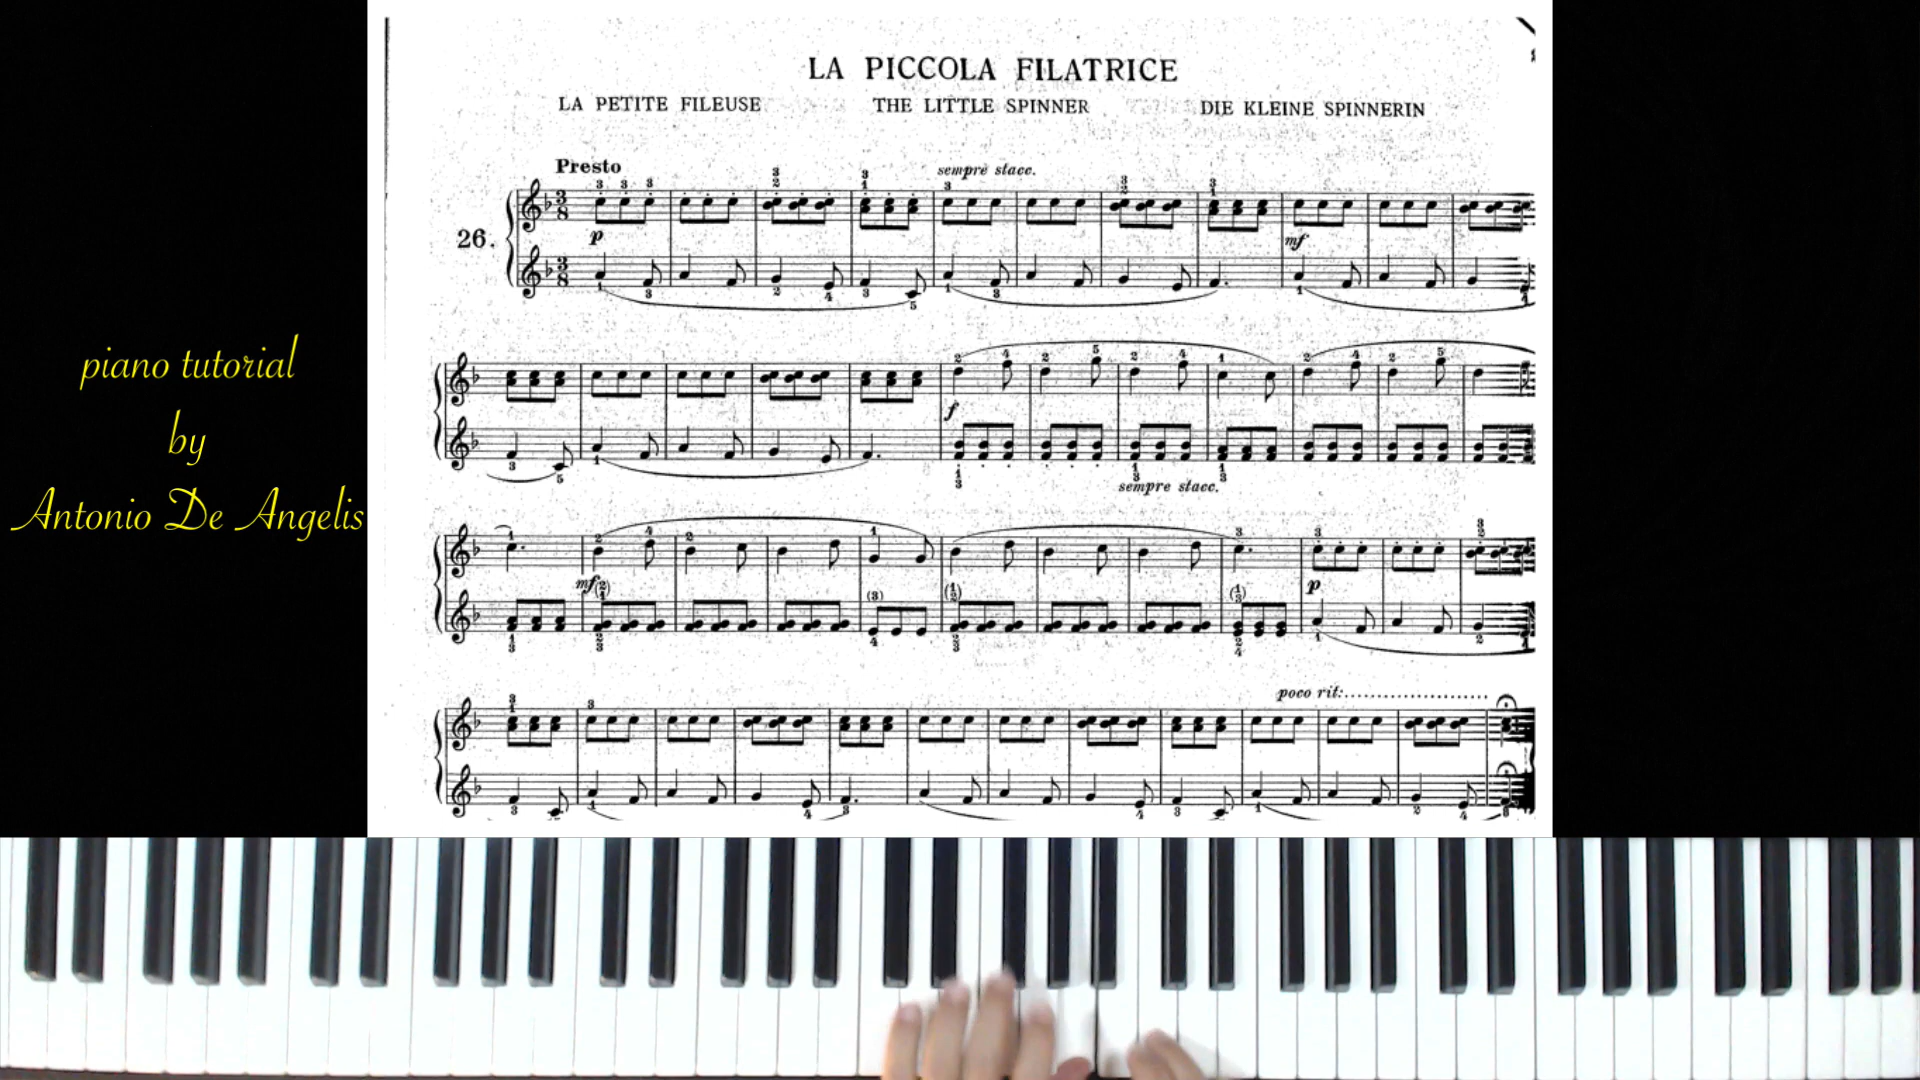 LA PICCOLA FILATRICE
LA PETITE FILEUSE THE LITTLE SPINNER DIE KLEINE SPINNERIN
Presto
sempre stacc.
26.
p
mf
piano tutorial
by
Antonio De Angelis
f
sempre stacc.
mf
p
poco rit: